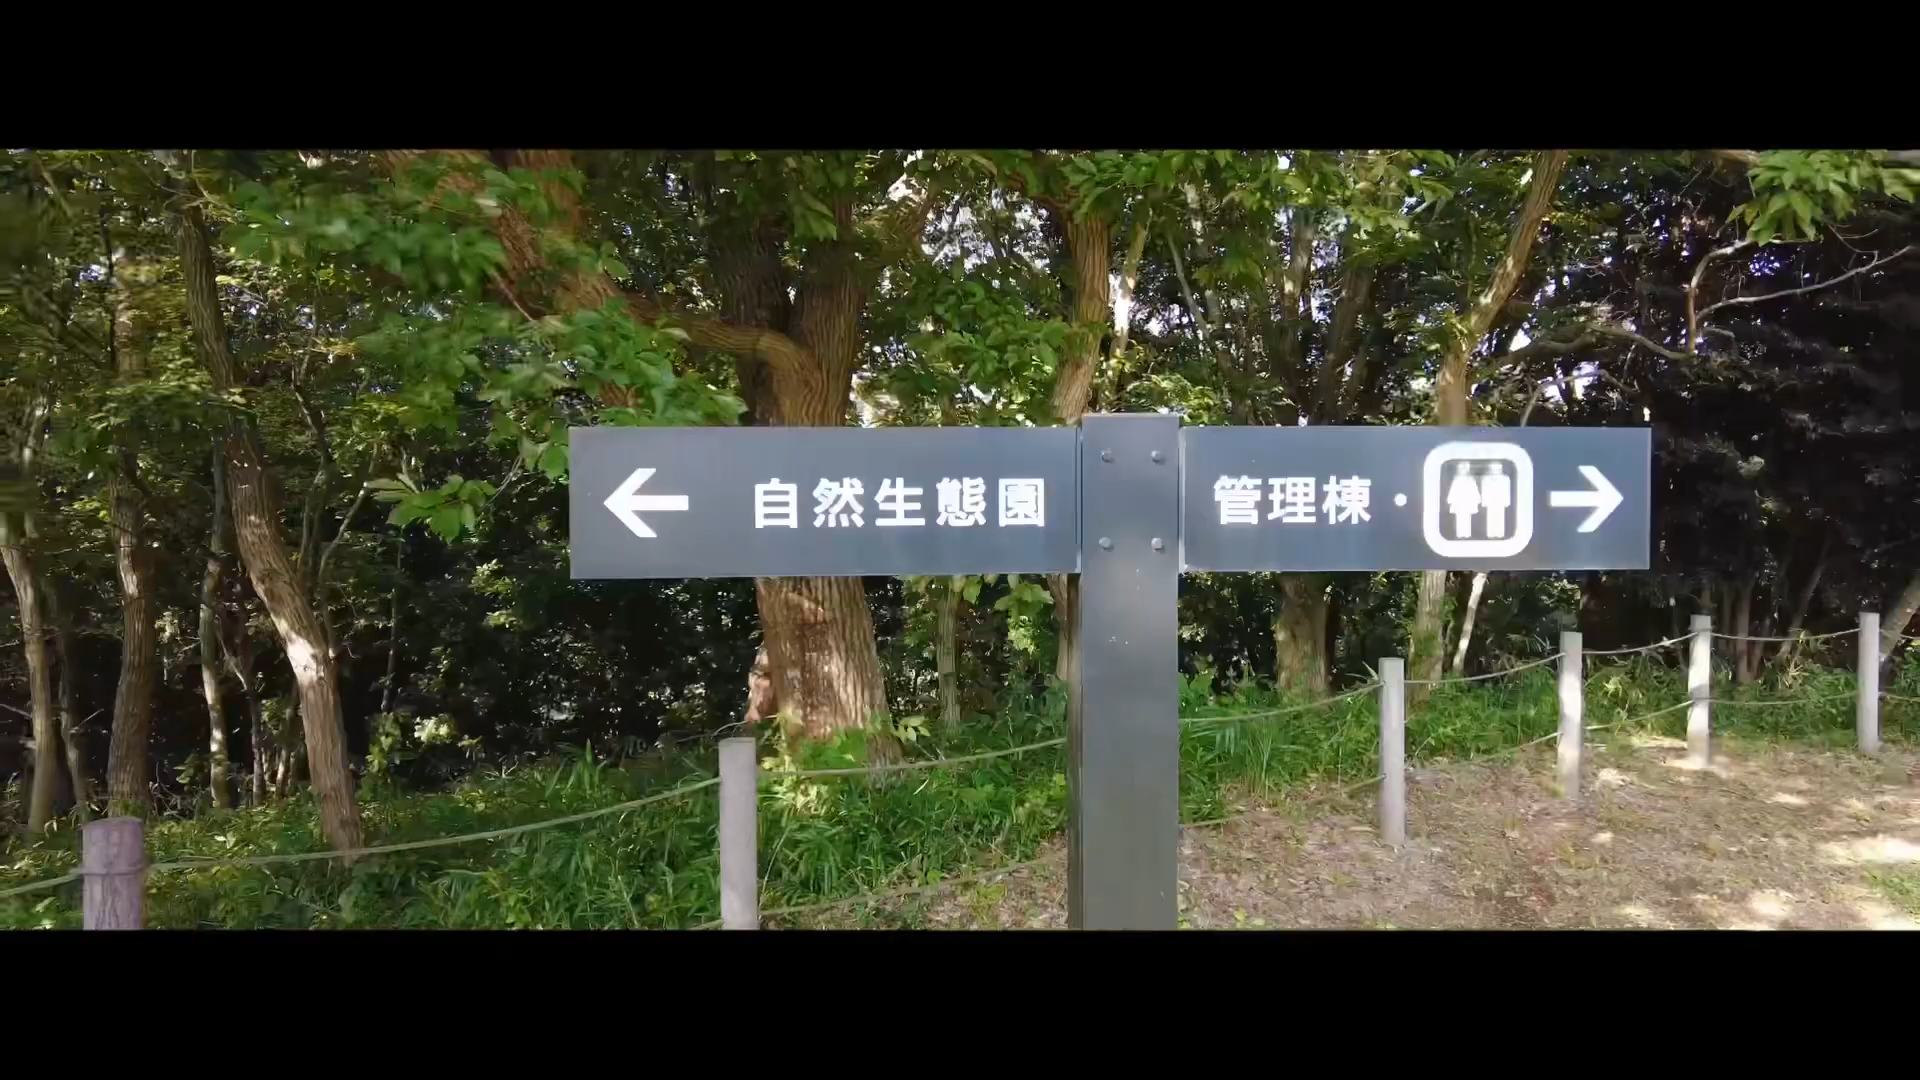 ← 自然生態園
管理棟・ →